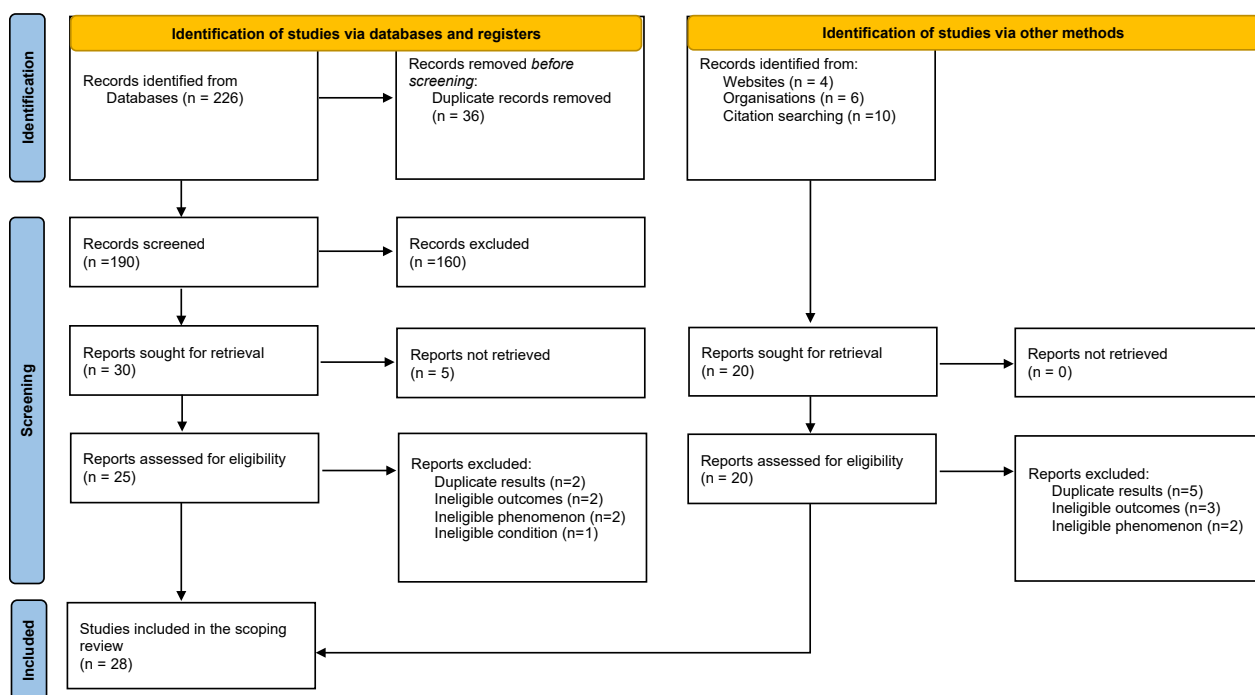 Identification of studies via databases and registers
Identification of studies via other methods
Identification
Records identified from
Databases (n = 226)
Records removed before
screening:
Duplicate records removed
(n = 36)
Records identified from:
Websites (n = 4)
Organisations (n = 6)
Citation searching (n =10)
Screening
Records screened
(n =190)
Records excluded
(n =160)
Reports sought for retrieval
(n = 30)
Reports not retrieved
(n = 5)
Reports sought for retrieval
(n = 20)
Reports not retrieved
(n = 0)
Reports assessed for eligibility
(n = 25)
Reports excluded:
Duplicate results (n=2)
Ineligible outcomes (n=2)
Ineligible phenomenon (n=2)
Ineligible condition (n=1)
Reports assessed for eligibility
(n = 20)
Reports excluded:
Duplicate results (n=5)
Ineligible outcomes (n=3)
Ineligible phenomenon (n=2)
Included
Studies included in the scoping
review
(n = 28)